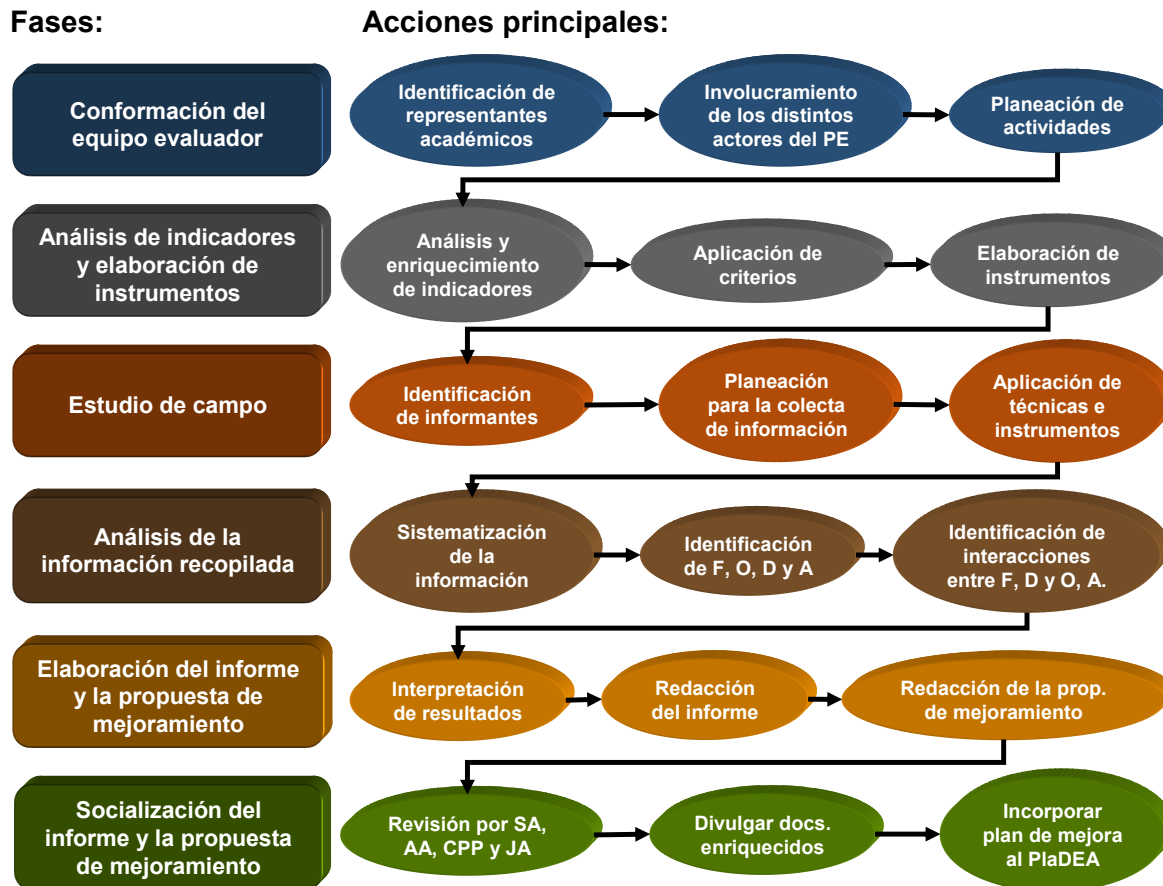 Fases:
Acciones principales:
Conformación del
equipo evaluador
Identificación de
representantes
académicos
Involucramiento
de los distintos
actores del PE
Planeación de
actividades
Análisis de indicadores
y elaboración de
instrumentos
Análisis y
enriquecimiento
de indicadores
Aplicación de
criterios
Elaboración de
instrumentos
Estudio de campo
Identificación
de informantes
Planeación
para la colecta
de información
Aplicación de
técnicas e
instrumentos
Análisis de la
información recopilada
Sistematización
de la
información
Identificación
de F, O, D y A
Identificación de
interacciones
entre F, D y O, A.
Elaboración del informe
y la propuesta de
mejoramiento
Interpretación
de resultados
Redacción
del informe
Redacción de la prop.
de mejoramiento
Socialización del
informe y la propuesta
de mejoramiento
Revisión por SA,
AA, CPP y JA
Divulgar docs.
enriquecidos
Incorporar
plan de mejora
al PlaDEA